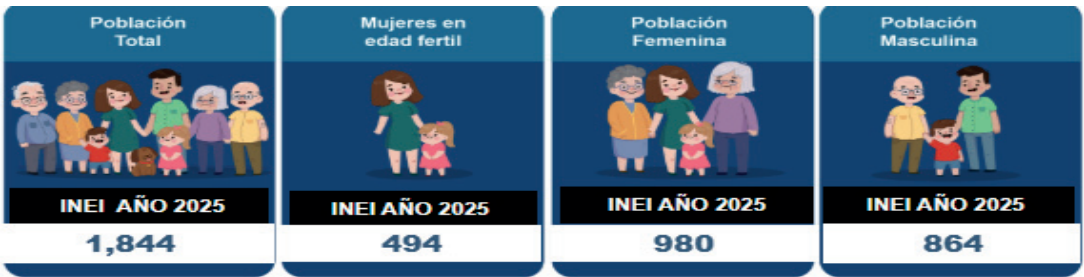 Población
Total
INEI AÑO 2025
1,844
Mujeres en
edad fertil
INEI AÑO 2025
494
Población
Femenina
INEI AÑO 2025
980
Población
Masculina
INEI AÑO 2025
864